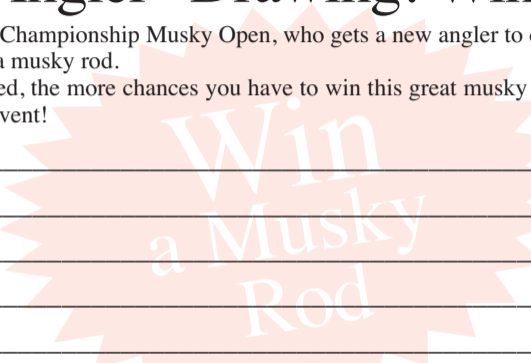 Drawing!
Championship Musky Open, who gets a new angler to
a musky rod.
ed, the more chances you have to win this great musky
vent!
Win
a Musky
Rod